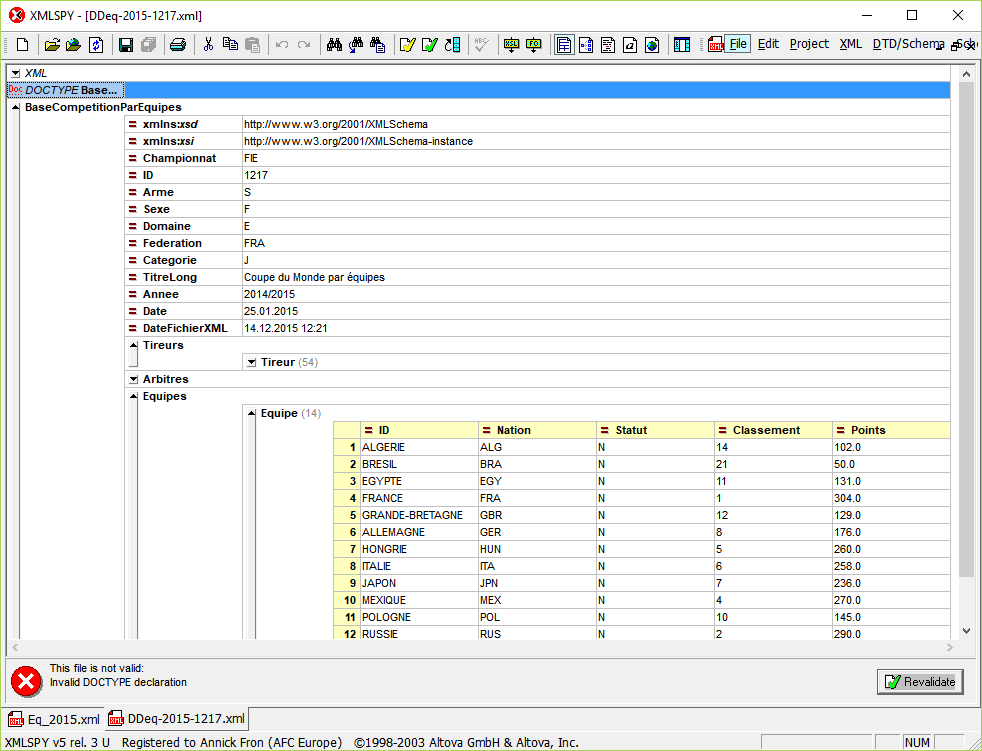 XMLSPY - [DDeq-2015-1217.xml]
File Edit Project XML DTD/Schema
XML
DOCTYPE Base...
BaseCompetitionParEquipes
xmlns:xsd http://www.w3.org/2001/XMLSchema
xmlns:xsi http://www.w3.org/2001/XMLSchema-instance
Championnat FIE
ID 1217
Arme S
Sexe F
Domaine E
Federation FRA
Categorie J
TitreLong Coupe du Monde par équipes
Annee 2014/2015
Date 25.01.2015
DateFichierXML 14.12.2015 12:21
Tireurs
Tireur (54)
Arbitres
Equipes
Equipe (14)
ID Nation Statut Classement Points
1 ALGERIE ALG N 14 102.0
2 BRESIL BRA N 21 50.0
3 EGYPTE EGY N 11 131.0
4 FRANCE FRA N 1 304.0
5 GRANDE-BRETAGNE GBR N 12 129.0
6 ALLEMAGNE GER N 8 176.0
7 HONGRIE HUN N 5 260.0
8 ITALIE ITA N 6 258.0
9 JAPON JPN N 7 236.0
10 MEXIQUE MEX N 4 270.0
11 POLOGNE POL N 10 145.0
12 RUSSIE RUS N 2 290.0
This file is not valid:
Invalid DOCTYPE declaration
Revalidate
Eq_2015.xml DDeq-2015-1217.xml
XMLSPY v5 rel. 3 U Registered to Annick Fron (AFC Europe) ©1998-2003 Altova GmbH & Altova, Inc. NUM